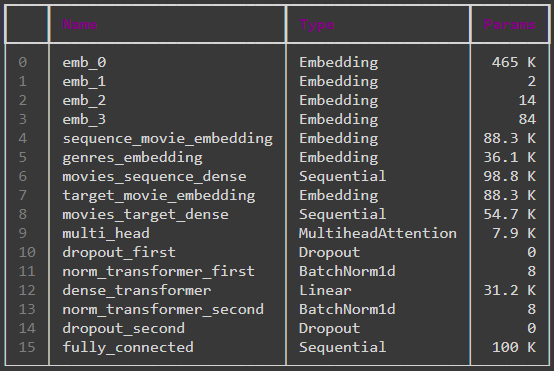 Name Type Params
0 emb_0 Embedding 465 K
1 emb_1 Embedding 2
2 emb_2 Embedding 14
3 emb_3 Embedding 84
4 sequence_movie_embedding Embedding 88.3 K
5 genres_embedding Embedding 36.1 K
6 movies_sequence_dense Sequential 98.8 K
7 target_movie_embedding Embedding 88.3 K
8 movies_target_dense Sequential 54.7 K
9 multi_head MultiheadAttention 7.9 K
10 dropout_first Dropout 0
11 norm_transformer_first BatchNorm1d 8
12 dense_transformer Linear 31.2 K
13 norm_transformer_second BatchNorm1d 8
14 dropout_second Dropout 0
15 fully_connected Sequential 100 K